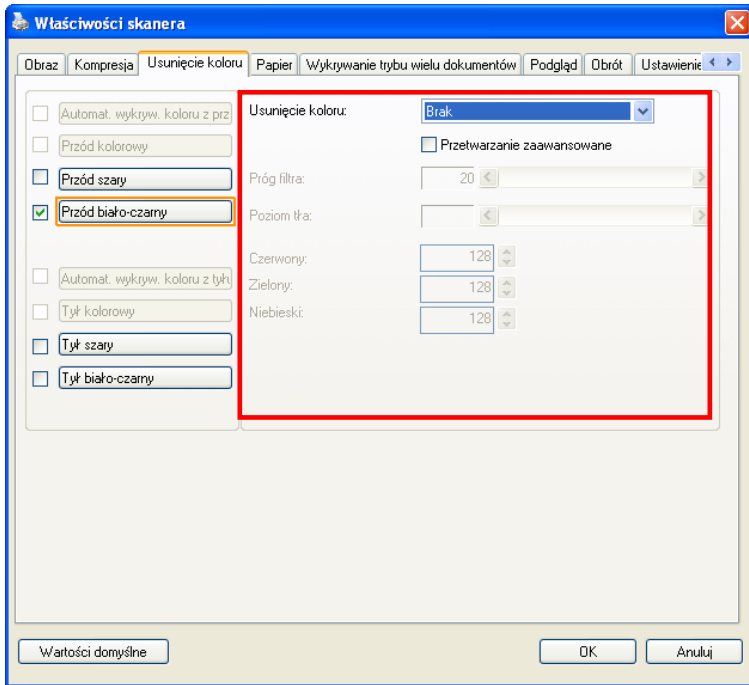 Właściwości skanera
Obraz Kompresja Usunięcie koloru Papier Wykrywanie trybu wielu dokumentów Podgląd Obrót Ustawienie
Automat. wykryw. koloru z prz
Przód kolorowy
Przód szary
Przód biało-czarny
Automat. wykryw. koloru z tyłu
Tył kolorowy
Tył szary
Tył biało-czarny
Usunięcie koloru: Brak
Przetwarzanie zaawansowane
Próg filtra: 20
Poziom tła:
Czerwony: 128
Zielony: 128
Niebieski: 128
Wartości domyślne OK Anuluj